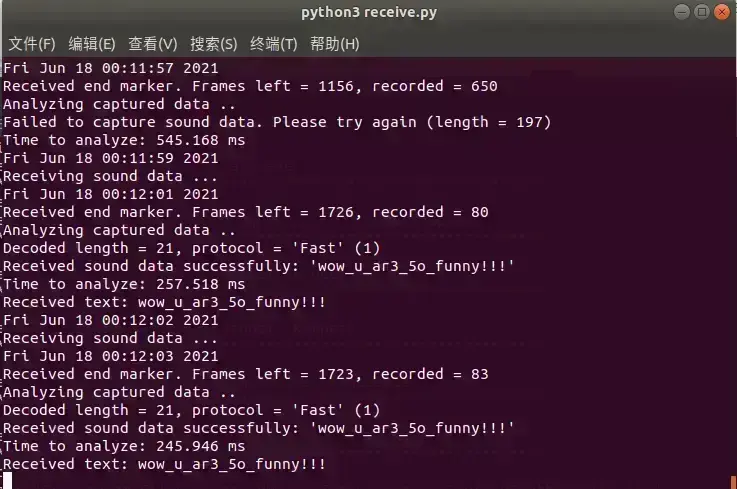 python3 receive.py
文件(F) 编辑(E) 查看(V) 搜索(S) 终端(T) 帮助(H)
Fri Jun 18 00:11:57 2021
Received end marker. Frames left = 1156, recorded = 650
Analyzing captured data ..
Failed to capture sound data. Please try again (length = 197)
Time to analyze: 545.168 ms
Fri Jun 18 00:11:59 2021
Receiving sound data ...
Fri Jun 18 00:12:01 2021
Received end marker. Frames left = 1726, recorded = 80
Analyzing captured data ..
Decoded length = 21, protocol = 'Fast' (1)
Received sound data successfully: 'wow_u_ar3_5o_funny!!!'
Time to analyze: 257.518 ms
Received text: wow_u_ar3_5o_funny!!!
Fri Jun 18 00:12:02 2021
Receiving sound data ...
Fri Jun 18 00:12:03 2021
Received end marker. Frames left = 1723, recorded = 83
Analyzing captured data ..
Decoded length = 21, protocol = 'Fast' (1)
Received sound data successfully: 'wow_u_ar3_5o_funny!!!'
Time to analyze: 245.946 ms
Received text: wow_u_ar3_5o_funny!!!